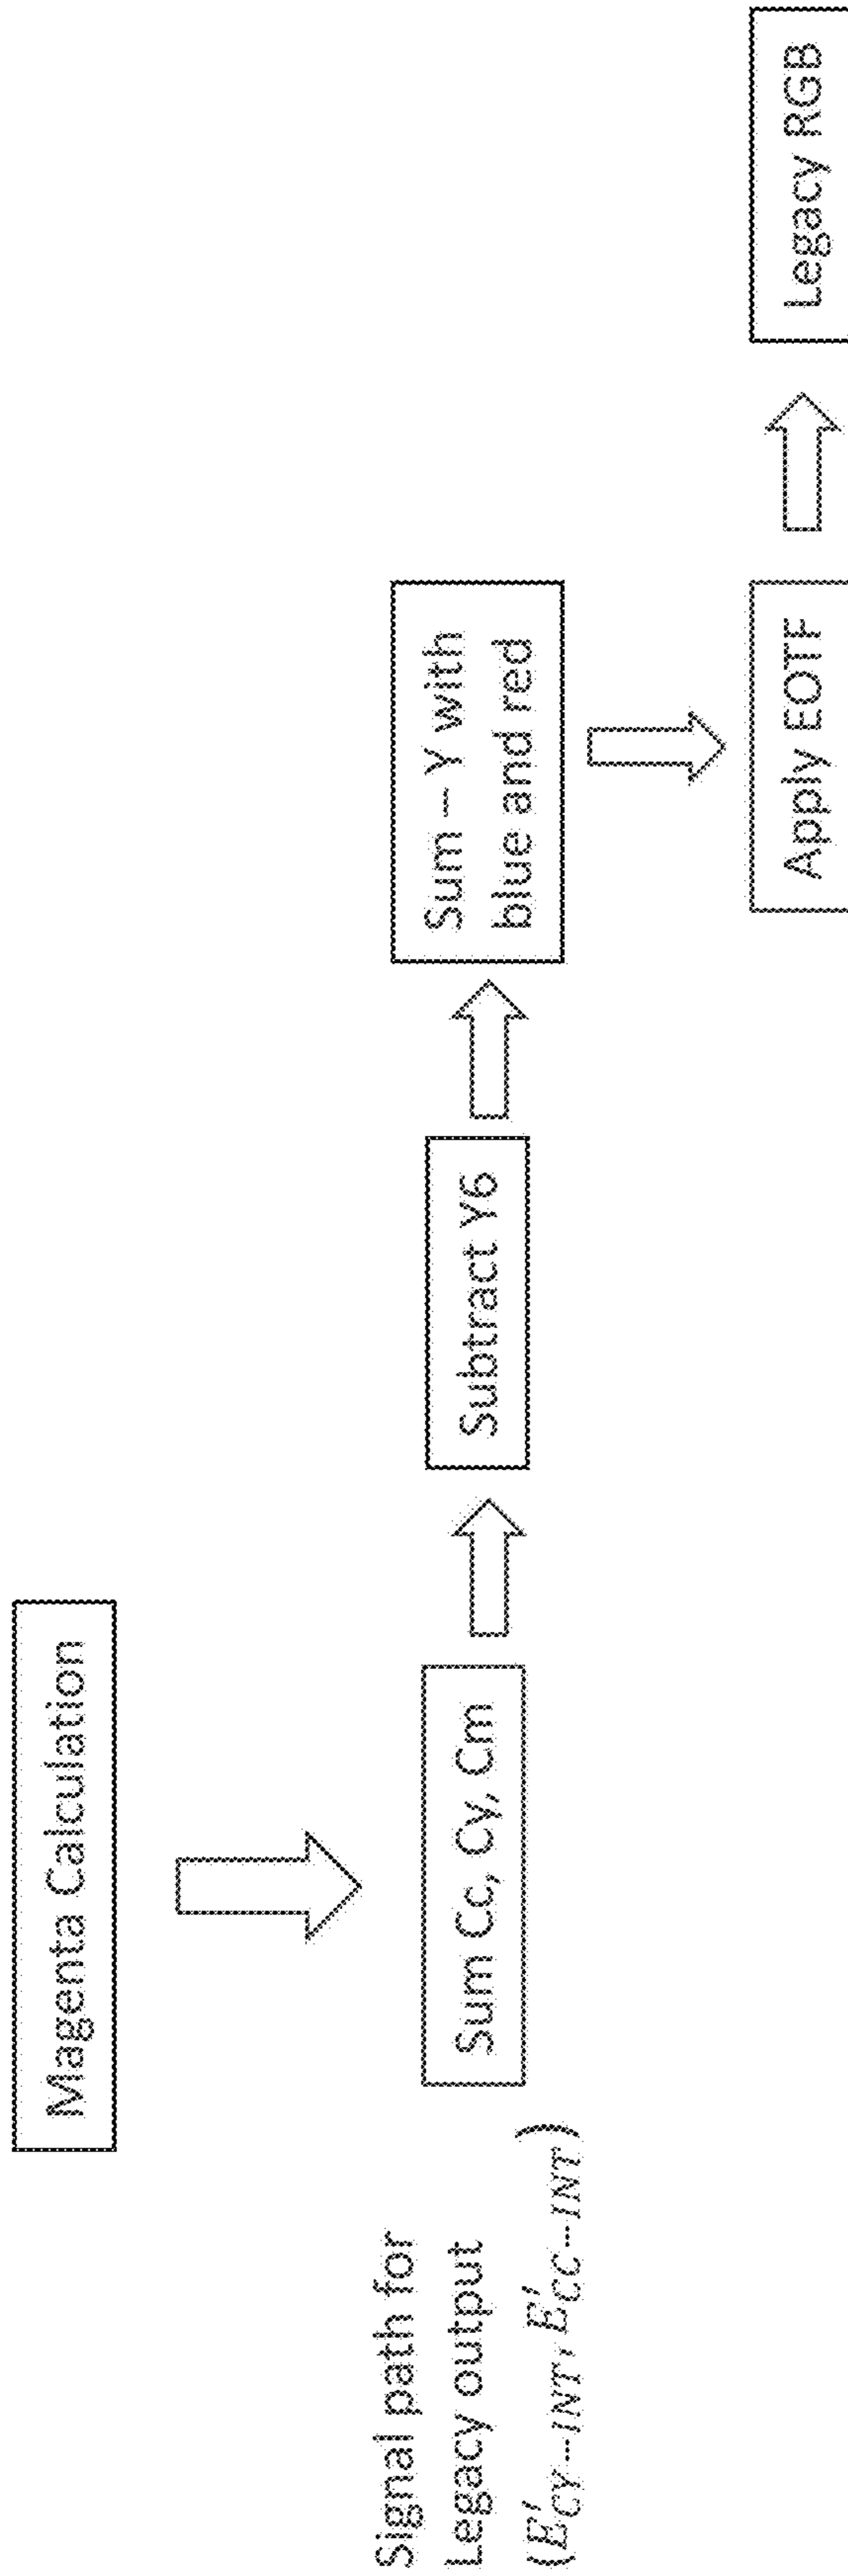 Magenta Calculation
Signal path for
Legacy output
(E'CY-INT, E'CC-INT)
Sum Cc, Cy, Cm
Subtract Y6
Sum – Y with
blue and red
Apply EOTF
Legacy RGB